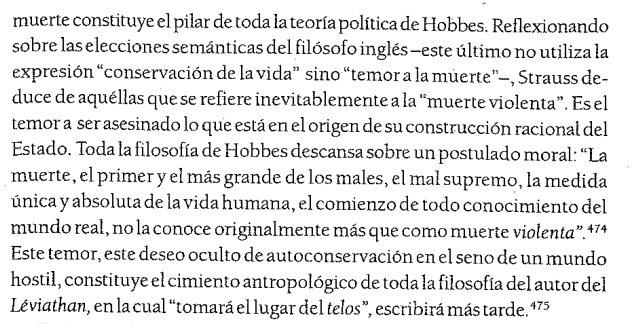 muerte constituye el pilar de toda la teoría política de Hobbes. Reflexionando
sobre las elecciones semánticas del filósofo inglés –este último no utiliza la
expresión “conservación de la vida” sino “temor a la muerte”–, Strauss de-
duce de aquéllas que se refiere inevitablemente a la “muerte violenta”. Es el
temor a ser asesinado lo que está en el origen de su construcción racional del
Estado. Toda la filosofía de Hobbes descansa sobre un postulado moral: “La
muerte, el primer y el más grande de los males, el mal supremo, la medida
única y absoluta de la vida humana, el comienzo de todo conocimiento del
mundo real, no la conoce originalmente más que como muerte violenta”.⁴⁷⁴
Este temor, este deseo oculto de autoconservación en el seno de un mundo
hostil, constituye el cimiento antropológico de toda la filosofía del autor del
Léviathan, en la cual “tomará el lugar del telos”, escribirá más tarde.⁴⁷⁵